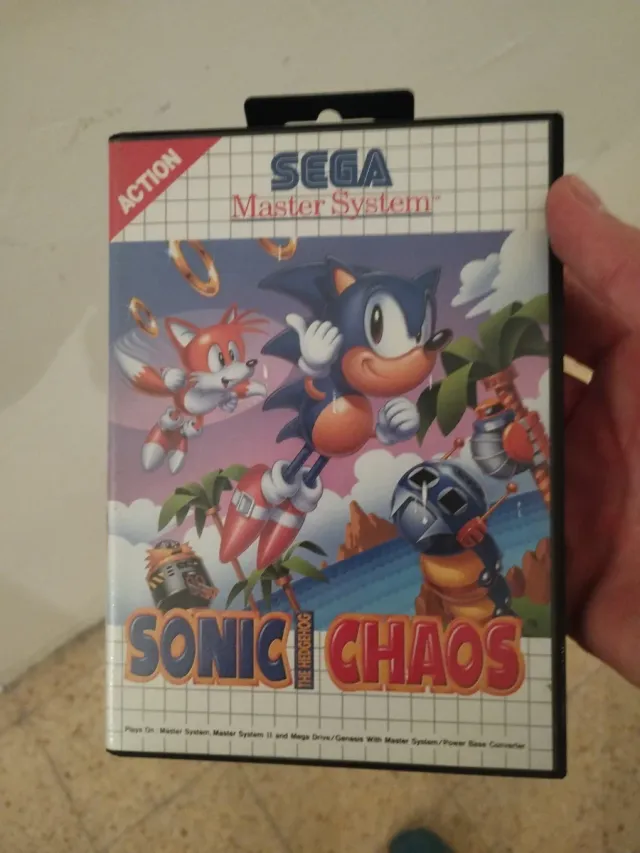 ACTION
SEGA
Master System™
SONIC THE HEDGEHOG CHAOS
Plays On : Master System, Master System II and Mega Drive/Genesis With Master System/Power Base Converter